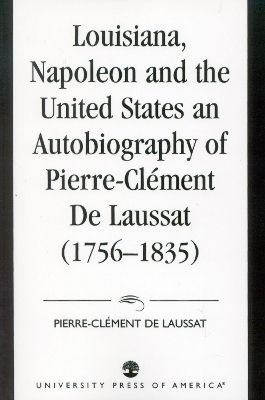 Louisiana,
Napoleon and the
United States an
Autobiography of
Pierre-Clément
De Laussat
(1756–1835)
PIERRE-CLÉMENT DE LAUSSAT
UNIVERSITY PRESS OF AMERICA®